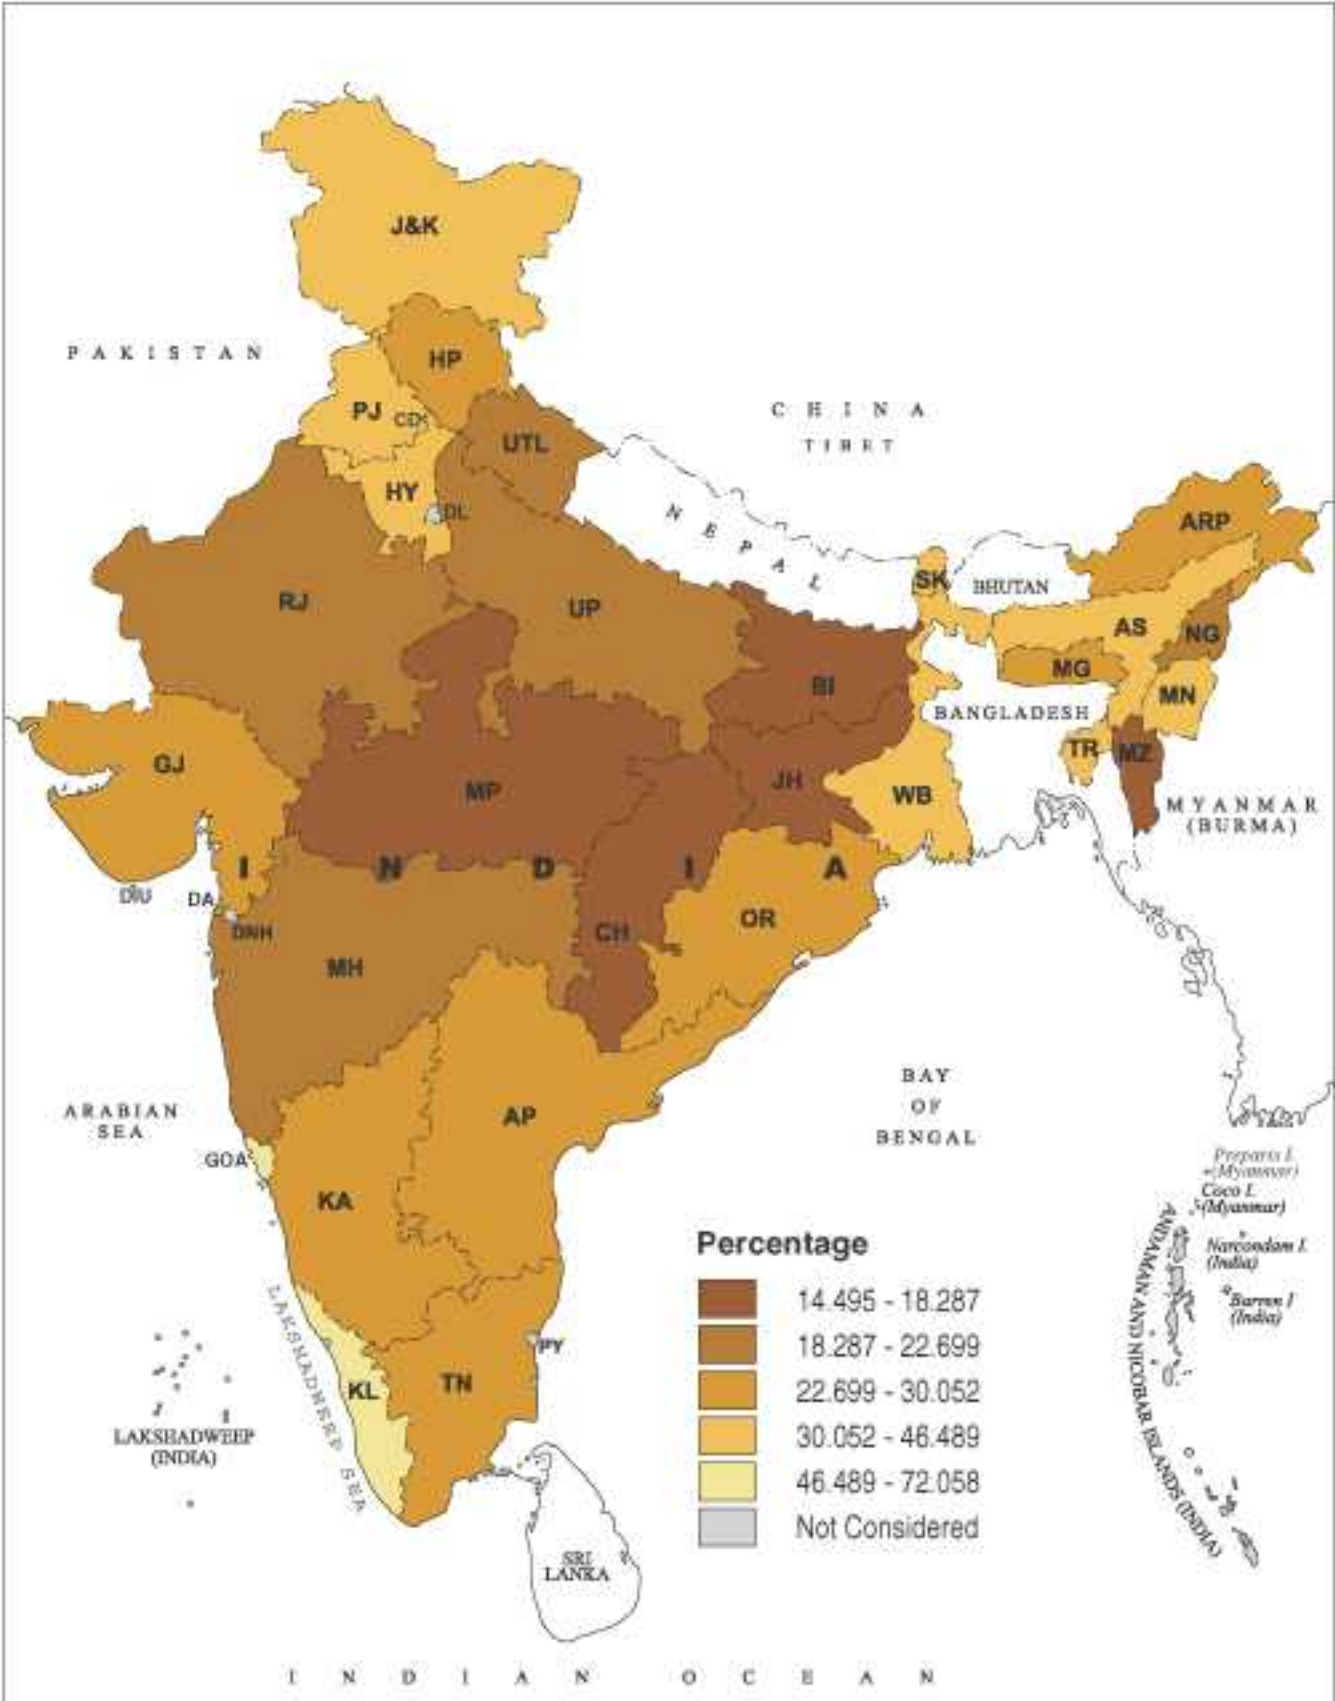 J&K
PAKISTAN
HP
CHINA
TIBET
PJ
CD
UTL
HY
DL
NEPAL
ARP
SK
BHUTAN
RJ
UP
AS
NG
MG
BI
MN
BANGLADESH
TR
MZ
GJ
MP
JH
WB
MYANMAR
(BURMA)
INDIA
DIU
DA
DNH
CH
OR
MH
ARABIAN
SEA
AP
BAY
OF
BENGAL
GOA
KA
Preparis I.
(Myanmar)
Coco I.
(Myanmar)
Narcondam I.
(India)
Barren I
(India)
ANDAMAN AND NICOBAR ISLANDS (INDIA)
LAKSHADWEEP SEA
PY
KL
TN
LAKSHADWEEP
(INDIA)
Percentage
14.495 - 18.287
18.287 - 22.699
22.699 - 30.052
30.052 - 46.489
46.489 - 72.058
Not Considered
SRI
LANKA
INDIAN OCEAN